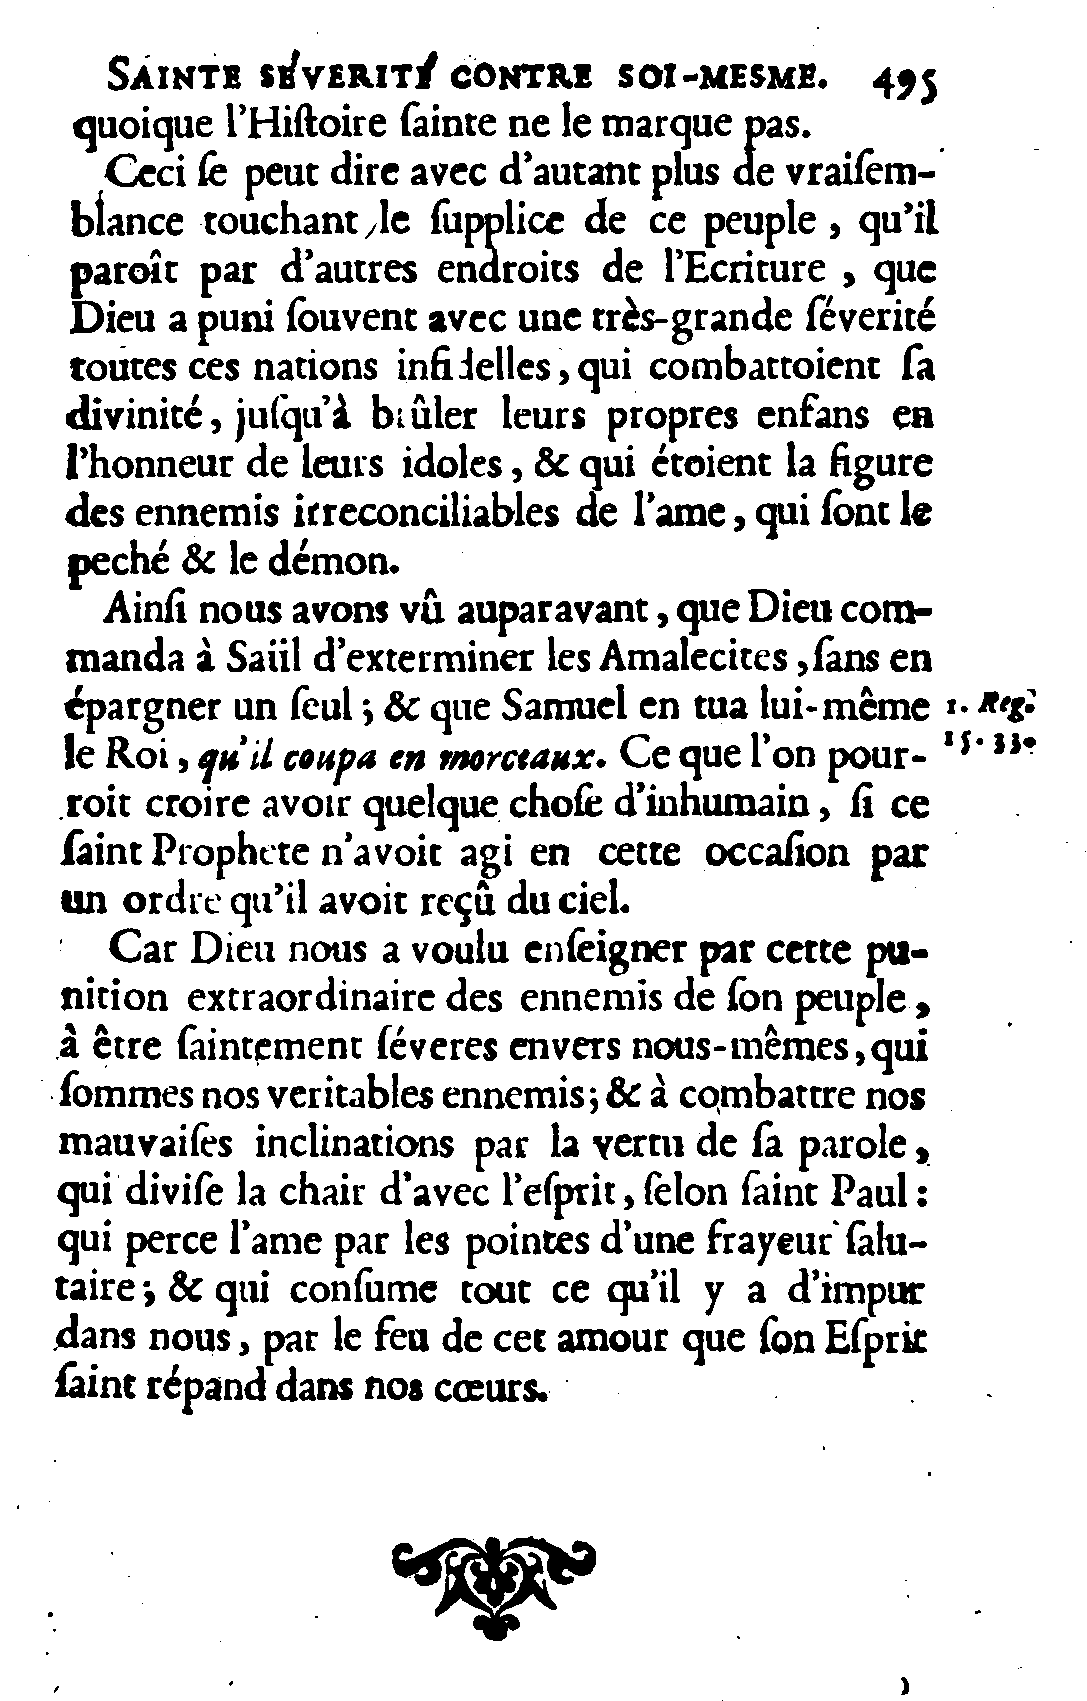 SAINTE SÉVERITÉ CONTRE SOI-MESME. 495
quoique l'Hiſtoire ſainte ne le marque pas.
Ceci ſe peut dire avec d'autant plus de vraiſem-
blance touchant le ſupplice de ce peuple, qu'il
paroît par d'autres endroits de l'Ecriture, que
Dieu a puni ſouvent avec une très-grande ſéverité
toutes ces nations infidelles, qui combattoient ſa
divinité, juſqu'à brûler leurs propres enfans en
l'honneur de leurs idoles, & qui étoient la figure
des ennemis irreconciliables de l'ame, qui ſont le
peché & le démon.
Ainſi nous avons vû auparavant, que Dieu com-
manda à Saül d'exterminer les Amalecites, ſans en
épargner un ſeul; & que Samuel en tua lui-même 1. Reg.
le Roi, qu'il coupa en morceaux. Ce que l'on pour- 15. 33.
roit croire avoir quelque choſe d'inhumain, ſi ce
ſaint Prophete n'avoit agi en cette occaſion par
un ordre qu'il avoit reçû du ciel.
Car Dieu nous a voulu enſeigner par cette pu-
nition extraordinaire des ennemis de ſon peuple,
à être ſaintement ſéveres envers nous-mêmes, qui
ſommes nos veritables ennemis; & à combattre nos
mauvaiſes inclinations par la vertu de ſa parole,
qui diviſe la chair d'avec l'eſprit, ſelon ſaint Paul:
qui perce l'ame par les pointes d'une frayeur ſalu-
taire; & qui conſume tout ce qu'il y a d'impur
dans nous, par le feu de cet amour que ſon Eſprit
ſaint répand dans nos cœurs.